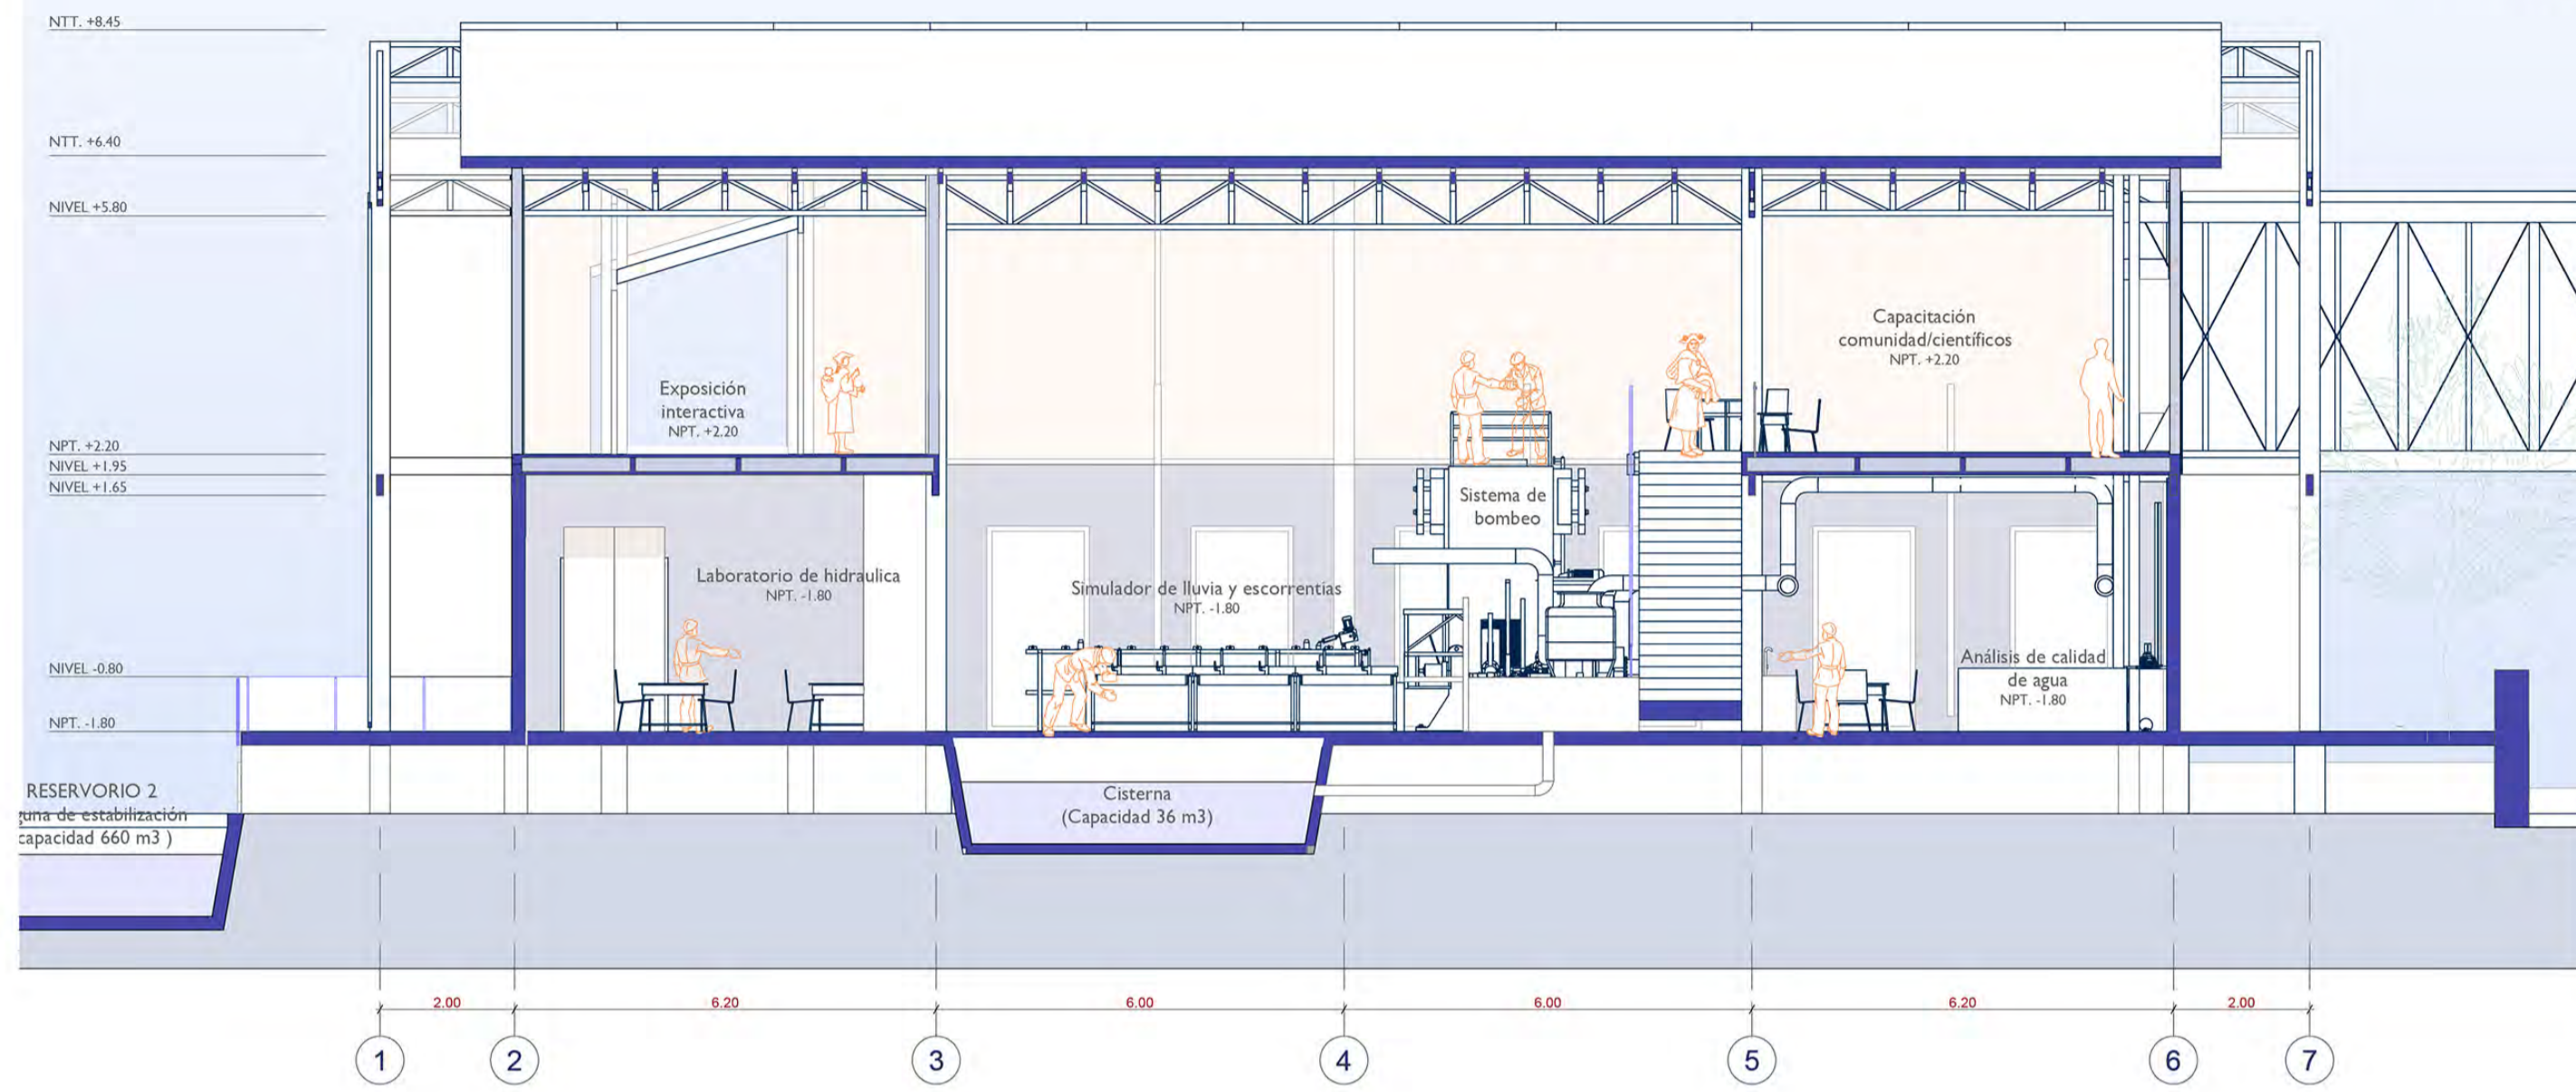 NTT. +8.45
NTT. +6.40
NIVEL +5.80
NPT. +2.20
NIVEL +1.95
NIVEL +1.65
NIVEL -0.80
NPT. -1.80
Exposición
interactiva
NPT. +2.20
Capacitación
comunidad/científicos
NPT. +2.20
Sistema de
bombeo
Laboratorio de hidraulica
NPT. -1.80
Simulador de lluvia y escorrentías
NPT. -1.80
Análisis de calidad
de agua
NPT. -1.80
RESERVORIO 2
guna de estabilización
capacidad 660 m3 )
Cisterna
(Capacidad 36 m3)
2.00 6.20 6.00 6.00 6.20 2.00
1 2 3 4 5 6 7